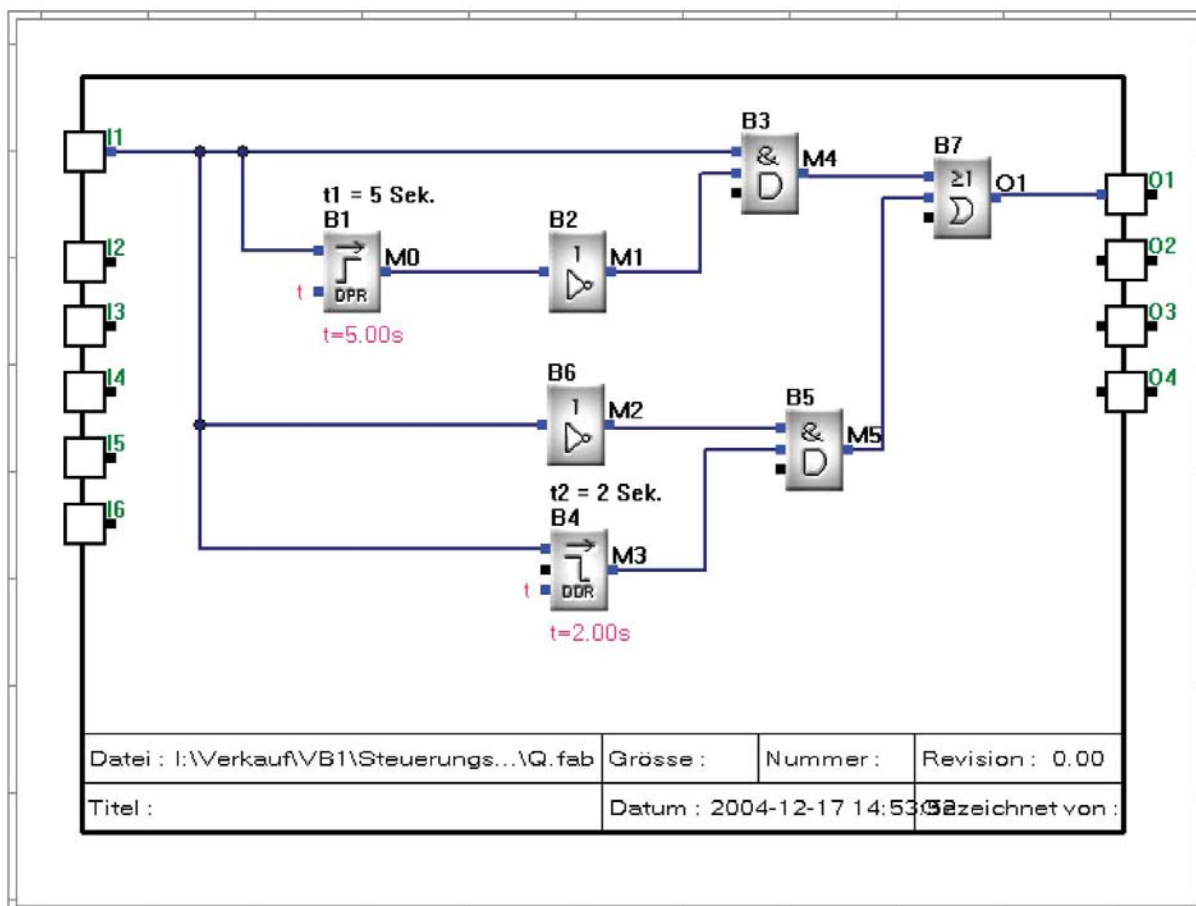 I1
I2
I3
I4
I5
I6
t1 = 5 Sek.
B1
DPR
M0
t
t=5.00s
B2
1
M1
B3
&
M4
B7
≥1
O1
B6
1
M2
t2 = 2 Sek.
B4
DDR
M3
t
t=2.00s
B5
&
M5
O1
O2
O3
O4
Datei : I:\Verkauf\VB1\Steuerungs...\Q.fab
Grösse :
Nummer :
Revision : 0.00
Titel :
Datum : 2004-12-17 14:53:52
Gezeichnet von :